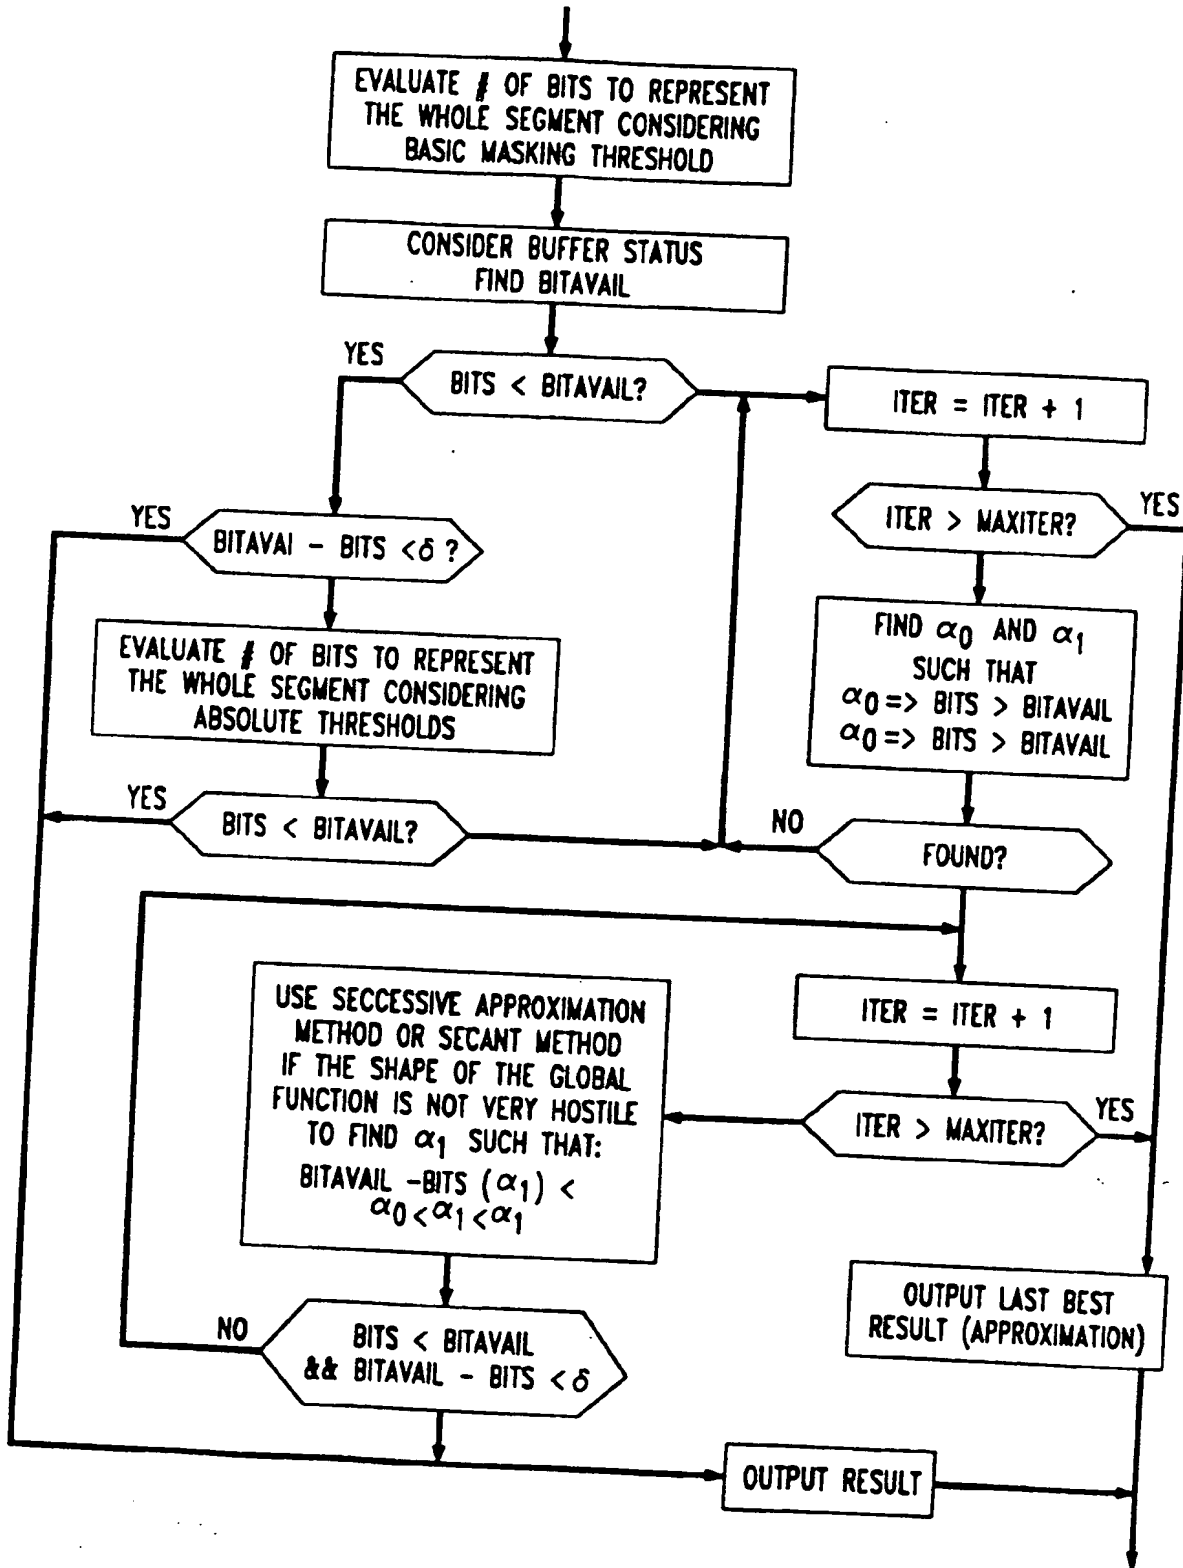 EVALUATE # OF BITS TO REPRESENT
THE WHOLE SEGMENT CONSIDERING
BASIC MASKING THRESHOLD
CONSIDER BUFFER STATUS
FIND BITAVAIL
YES
BITS < BITAVAIL?
ITER = ITER + 1
YES
BITAVAI - BITS < δ ?
ITER > MAXITER?
YES
EVALUATE # OF BITS TO REPRESENT
THE WHOLE SEGMENT CONSIDERING
ABSOLUTE THRESHOLDS
FIND α0 AND α1
SUCH THAT
α0 => BITS > BITAVAIL
α0 => BITS > BITAVAIL
YES
BITS < BITAVAIL?
NO
FOUND?
USE SECCESSIVE APPROXIMATION
METHOD OR SECANT METHOD
IF THE SHAPE OF THE GLOBAL
FUNCTION IS NOT VERY HOSTILE
TO FIND α1 SUCH THAT:
BITAVAIL -BITS (α1) <
α0 < α1 < α1
ITER = ITER + 1
ITER > MAXITER?
YES
NO
BITS < BITAVAIL
&& BITAVAIL - BITS < δ
OUTPUT LAST BEST
RESULT (APPROXIMATION)
OUTPUT RESULT